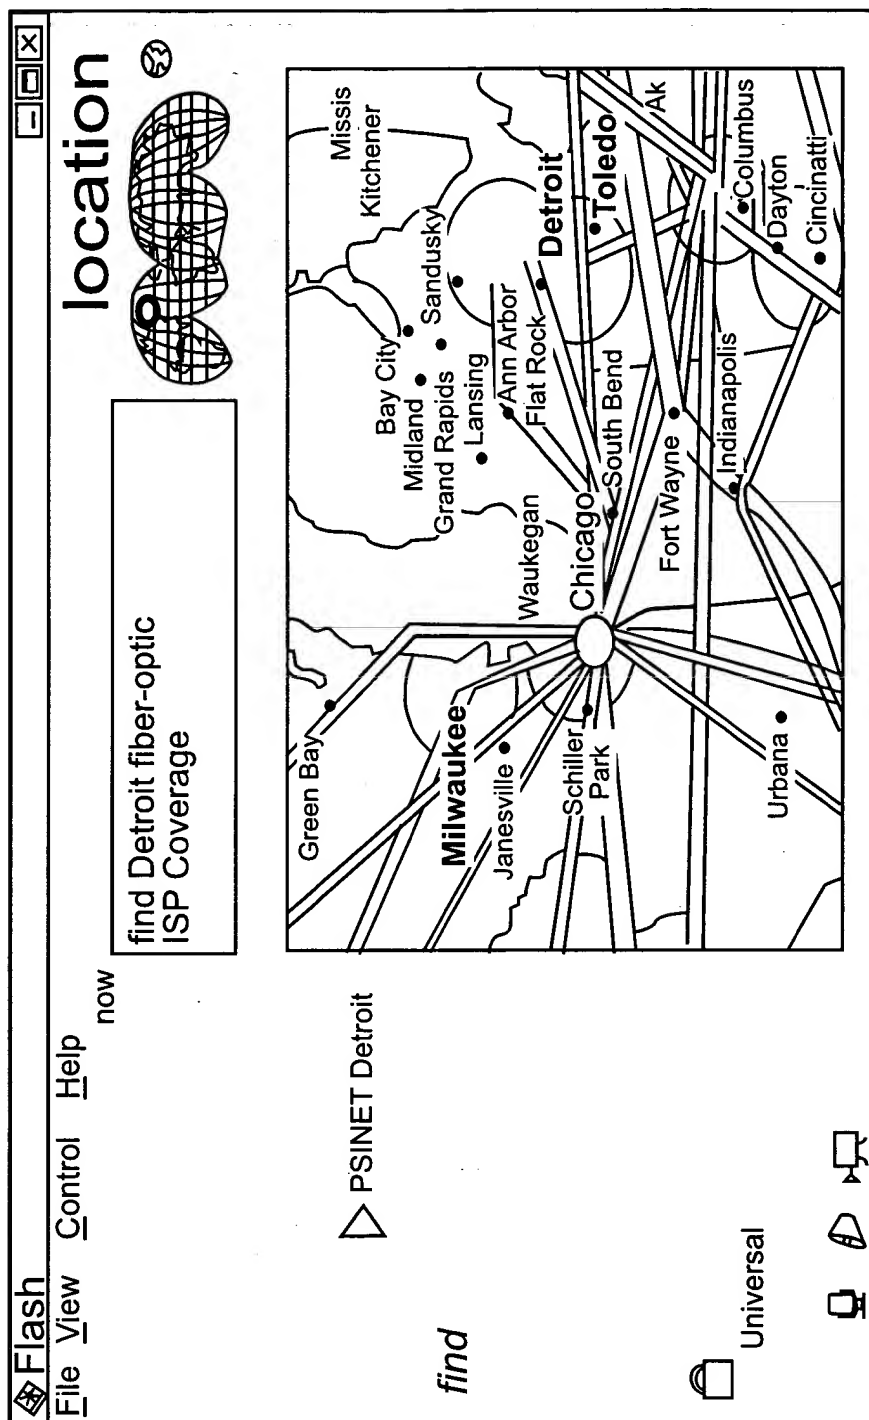 Flash
File View Control Help
now
find Detroit fiber-optic
ISP Coverage
location
PSINET Detroit
find
Universal
Green Bay
Milwaukee
Janesville
Schiller
Park
Urbana
Waukegan
Chicago
Bay City
Midland
Grand Rapids
Lansing
Sandusky
Ann Arbor
Flat Rock
South Bend
Fort Wayne
Indianapolis
Missis
Kitchener
Detroit
Toledo
Ak
Columbus
Dayton
Cincinatti